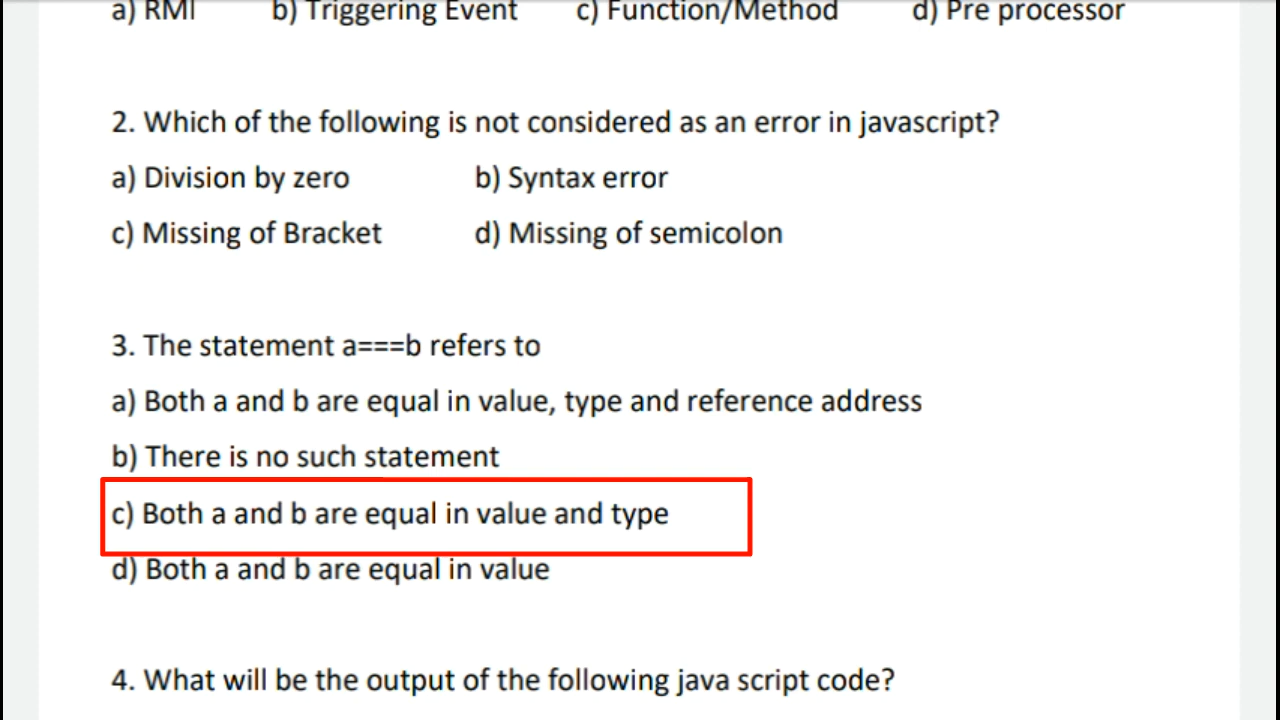 a) RMI b) Triggering Event c) Function/Method d) Pre processor
2. Which of the following is not considered as an error in javascript?
a) Division by zero b) Syntax error
c) Missing of Bracket d) Missing of semicolon
3. The statement a===b refers to
a) Both a and b are equal in value, type and reference address
b) There is no such statement
c) Both a and b are equal in value and type
d) Both a and b are equal in value
4. What will be the output of the following java script code?